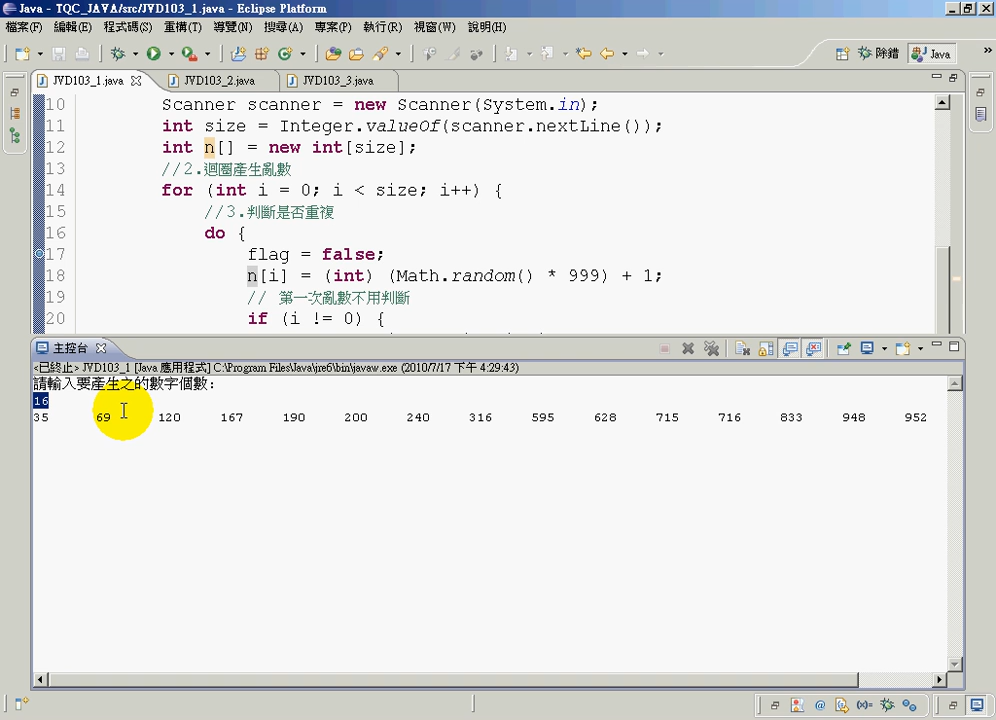 Java - TQC_JAVA/src/JVD103_1.java - Eclipse Platform
檔案(F) 編輯(E) 程式碼(S) 重構(T) 導覽(N) 搜尋(A) 專案(P) 執行(R) 視窗(W) 說明(H)
除錯 Java
JVD103_1.java JVD103_2.java JVD103_3.java
10 Scanner scanner = new Scanner(System.in);
11 int size = Integer.valueOf(scanner.nextLine());
12 int n[] = new int[size];
13 //2.迴圈產生亂數
14 for (int i = 0; i < size; i++) {
15 //3.判斷是否重複
16 do {
17 flag = false;
18 n[i] = (int) (Math.random() * 999) + 1;
19 // 第一次亂數不用判斷
20 if (i != 0) {
主控台
<已終止> JVD103_1 [Java 應用程式] C:\Program Files\Java\jre6\bin\javaw.exe (2010/7/17 下午 4:29:43)
請輸入要產生之的數字個數:
16
35 69 120 167 190 200 240 316 595 628 715 716 833 948 952